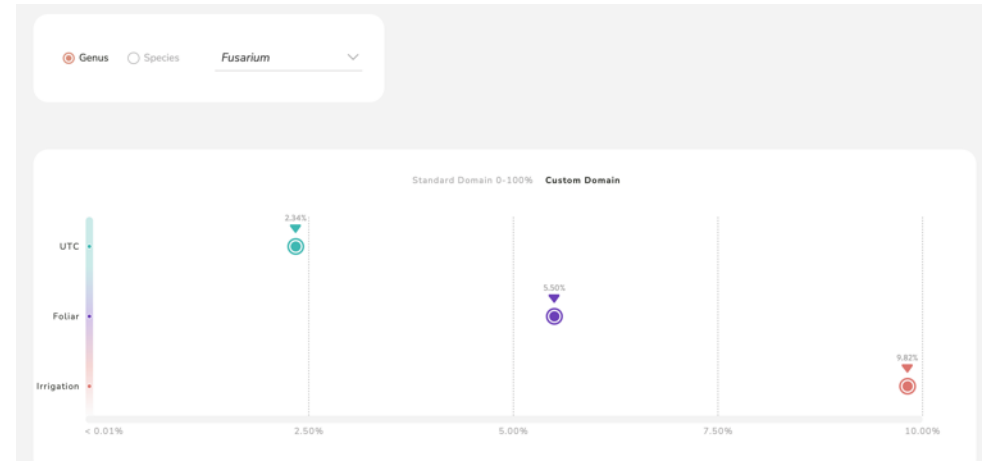 Genus Species Fusarium
Standard Domain 0-100% Custom Domain
2.34%
UTC
5.50%
Foliar
9.82%
Irrigation
< 0.01% 2.50% 5.00% 7.50% 10.00%